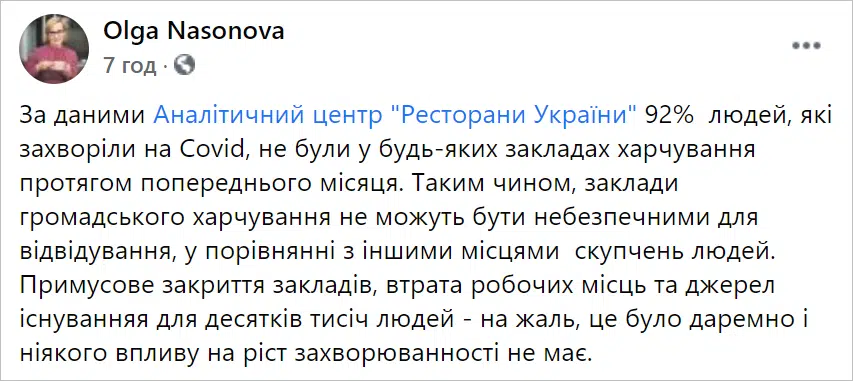 Olga Nasonova
7 год ·
За даними Аналітичний центр "Ресторани України" 92% людей, які
захворіли на Covid, не були у будь-яких закладах харчування
протягом попереднього місяця. Таким чином, заклади
громадського харчування не можуть бути небезпечними для
відвідування, у порівнянні з іншими місцями скупчень людей.
Примусове закриття закладів, втрата робочих місць та джерел
існуваняя для десятків тисіч людей - на жаль, це було даремно і
ніякого впливу на ріст захворюванності не має.